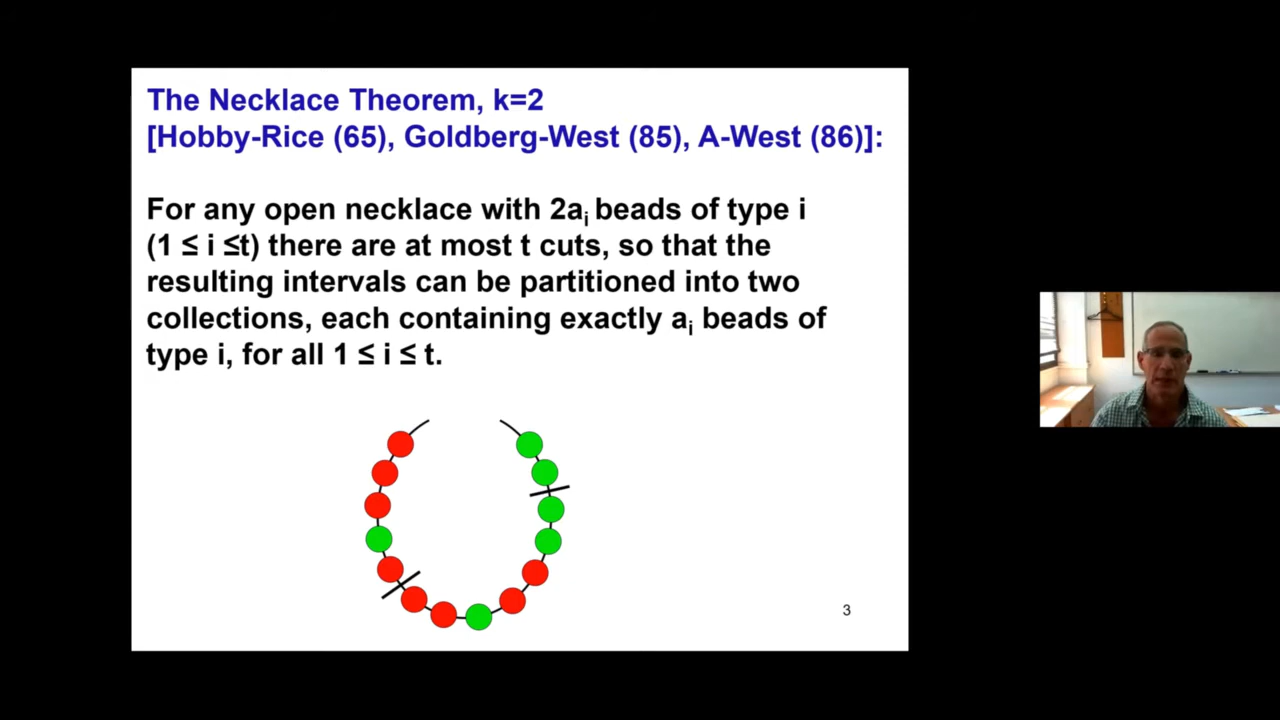 The Necklace Theorem, k=2
[Hobby-Rice (65), Goldberg-West (85), A-West (86)]:
For any open necklace with 2aᵢ beads of type i
(1 ≤ i ≤t) there are at most t cuts, so that the
resulting intervals can be partitioned into two
collections, each containing exactly aᵢ beads of
type i, for all 1 ≤ i ≤ t.
3